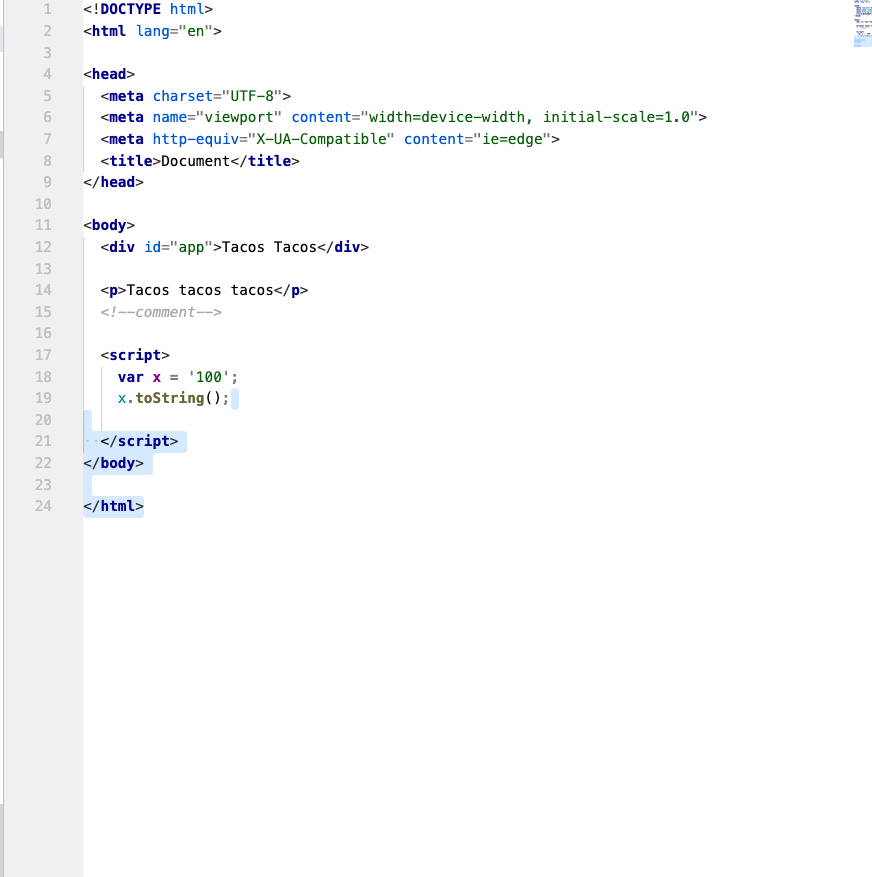 1 <!DOCTYPE html>
2 <html lang="en">
3
4 <head>
5   <meta charset="UTF-8">
6   <meta name="viewport" content="width=device-width, initial-scale=1.0">
7   <meta http-equiv="X-UA-Compatible" content="ie=edge">
8   <title>Document</title>
9 </head>
10
11 <body>
12   <div id="app">Tacos Tacos</div>
13
14   <p>Tacos tacos tacos</p>
15   <!--comment-->
16
17   <script>
18     var x = '100';
19     x.toString();
20
21   </script>
22 </body>
23
24 </html>